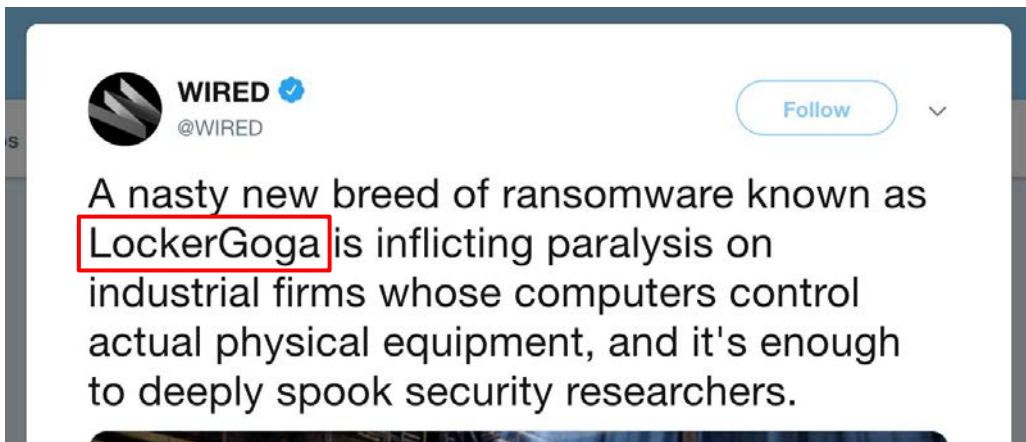 WIRED
@WIRED
Follow
s
A nasty new breed of ransomware known as
LockerGoga is inflicting paralysis on
industrial firms whose computers control
actual physical equipment, and it's enough
to deeply spook security researchers.